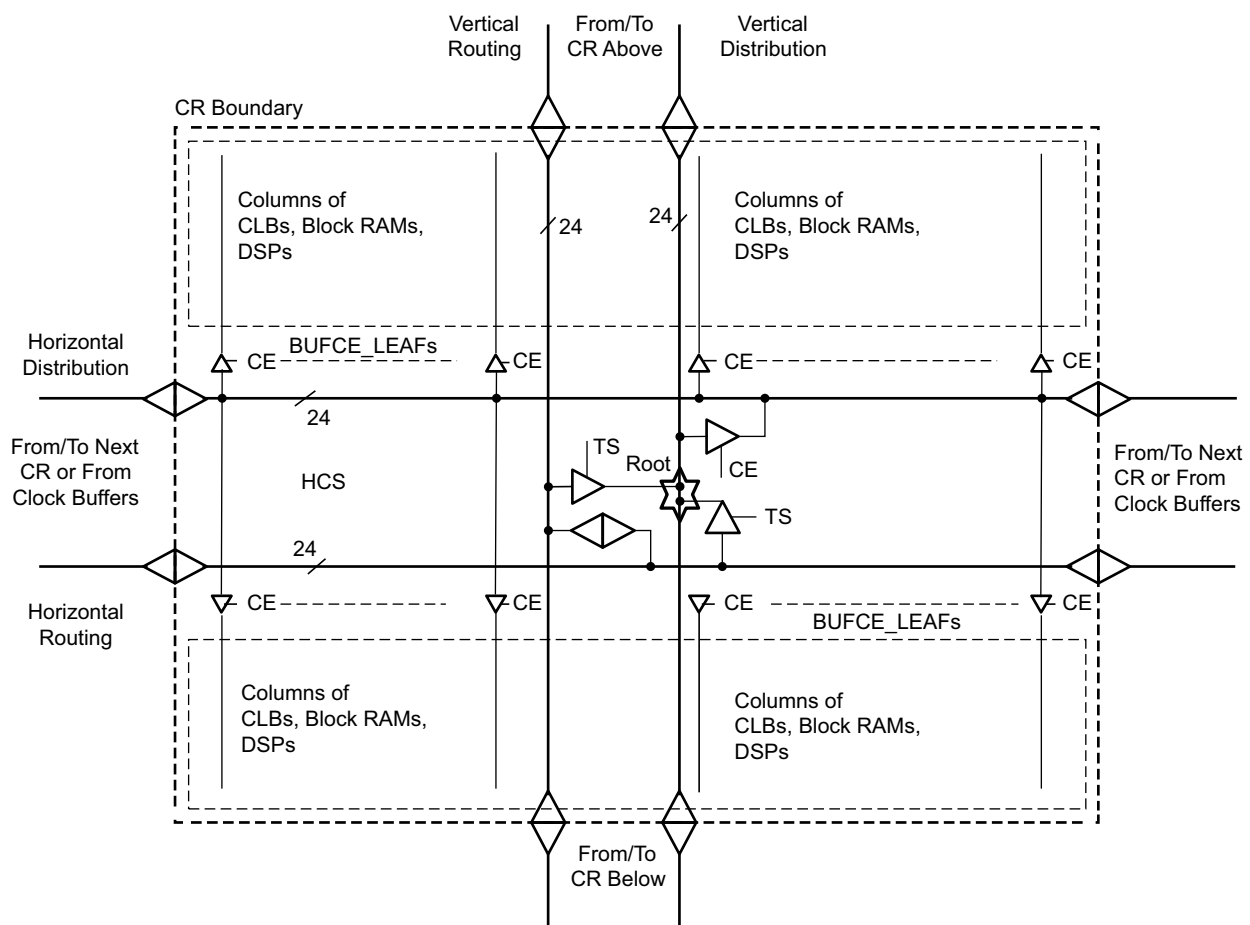 Vertical
Routing
From/To
CR Above
Vertical
Distribution
CR Boundary
Columns of
CLBs, Block RAMs,
DSPs
24
24
Columns of
CLBs, Block RAMs,
DSPs
Horizontal
Distribution
BUFCE_LEAFs
CE
CE
CE
CE
24
From/To Next
CR or From
Clock Buffers
HCS
TS
Root
CE
TS
From/To Next
CR or From
Clock Buffers
24
Horizontal
Routing
CE
CE
CE
CE
BUFCE_LEAFs
Columns of
CLBs, Block RAMs,
DSPs
Columns of
CLBs, Block RAMs,
DSPs
From/To
CR Below